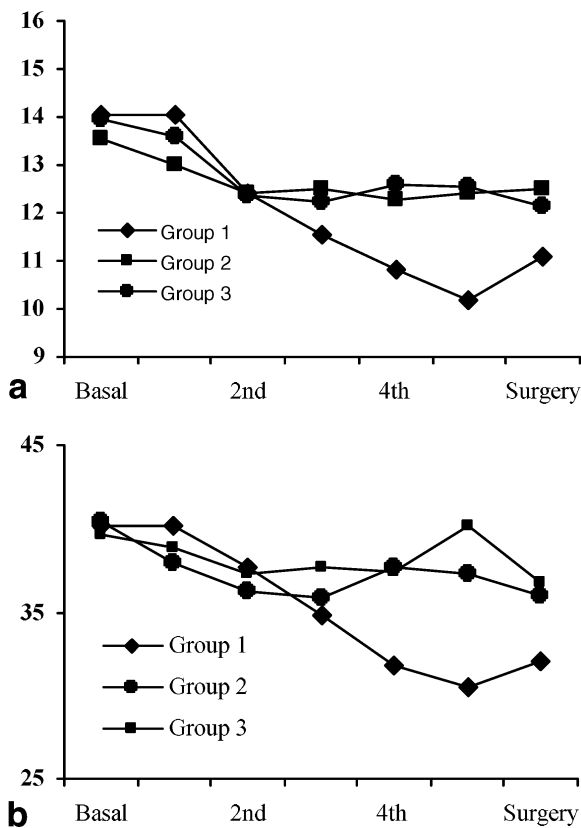 16
15
14
13
12
11
10
9
Group 1
Group 2
Group 3
a
Basal 2nd 4th Surgery
45
35
25
Group 1
Group 2
Group 3
b
Basal 2nd 4th Surgery